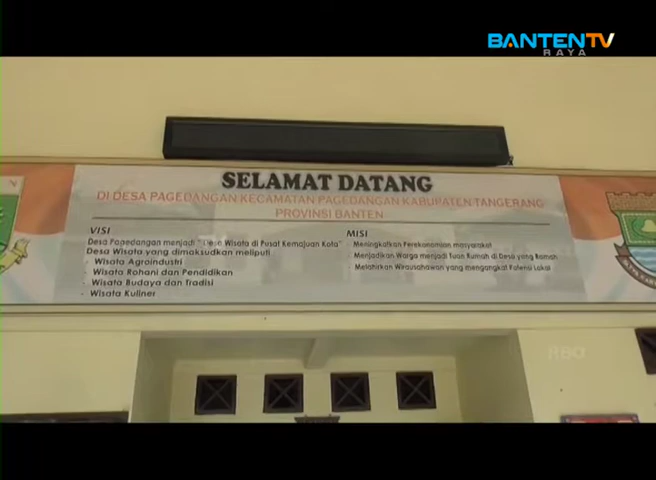 BANTEN TV
RAYA
SELAMAT DATANG
DI DESA PAGEDANGAN KECAMATAN PAGEDANGAN KABUPATEN TANGERANG
PROVINSI BANTEN
VISI
Desa Pagedangan menjadi "Desa Wisata di Pusat Kemajuan Kota"
Desa Wisata yang dimaksudkan meliputi
- Wisata Agroindustri
- Wisata Rohani dan Pendidikan
- Wisata Budaya dan Tradisi
- Wisata Kuliner
MISI
Meningkatkan Perekonomian masyarakat
Menjadikan Warga menjadi Tuan Rumah di Desa yang Ramah
Melahirkan Wirausahawan yang mengangkat Potensi Lokal
RBO